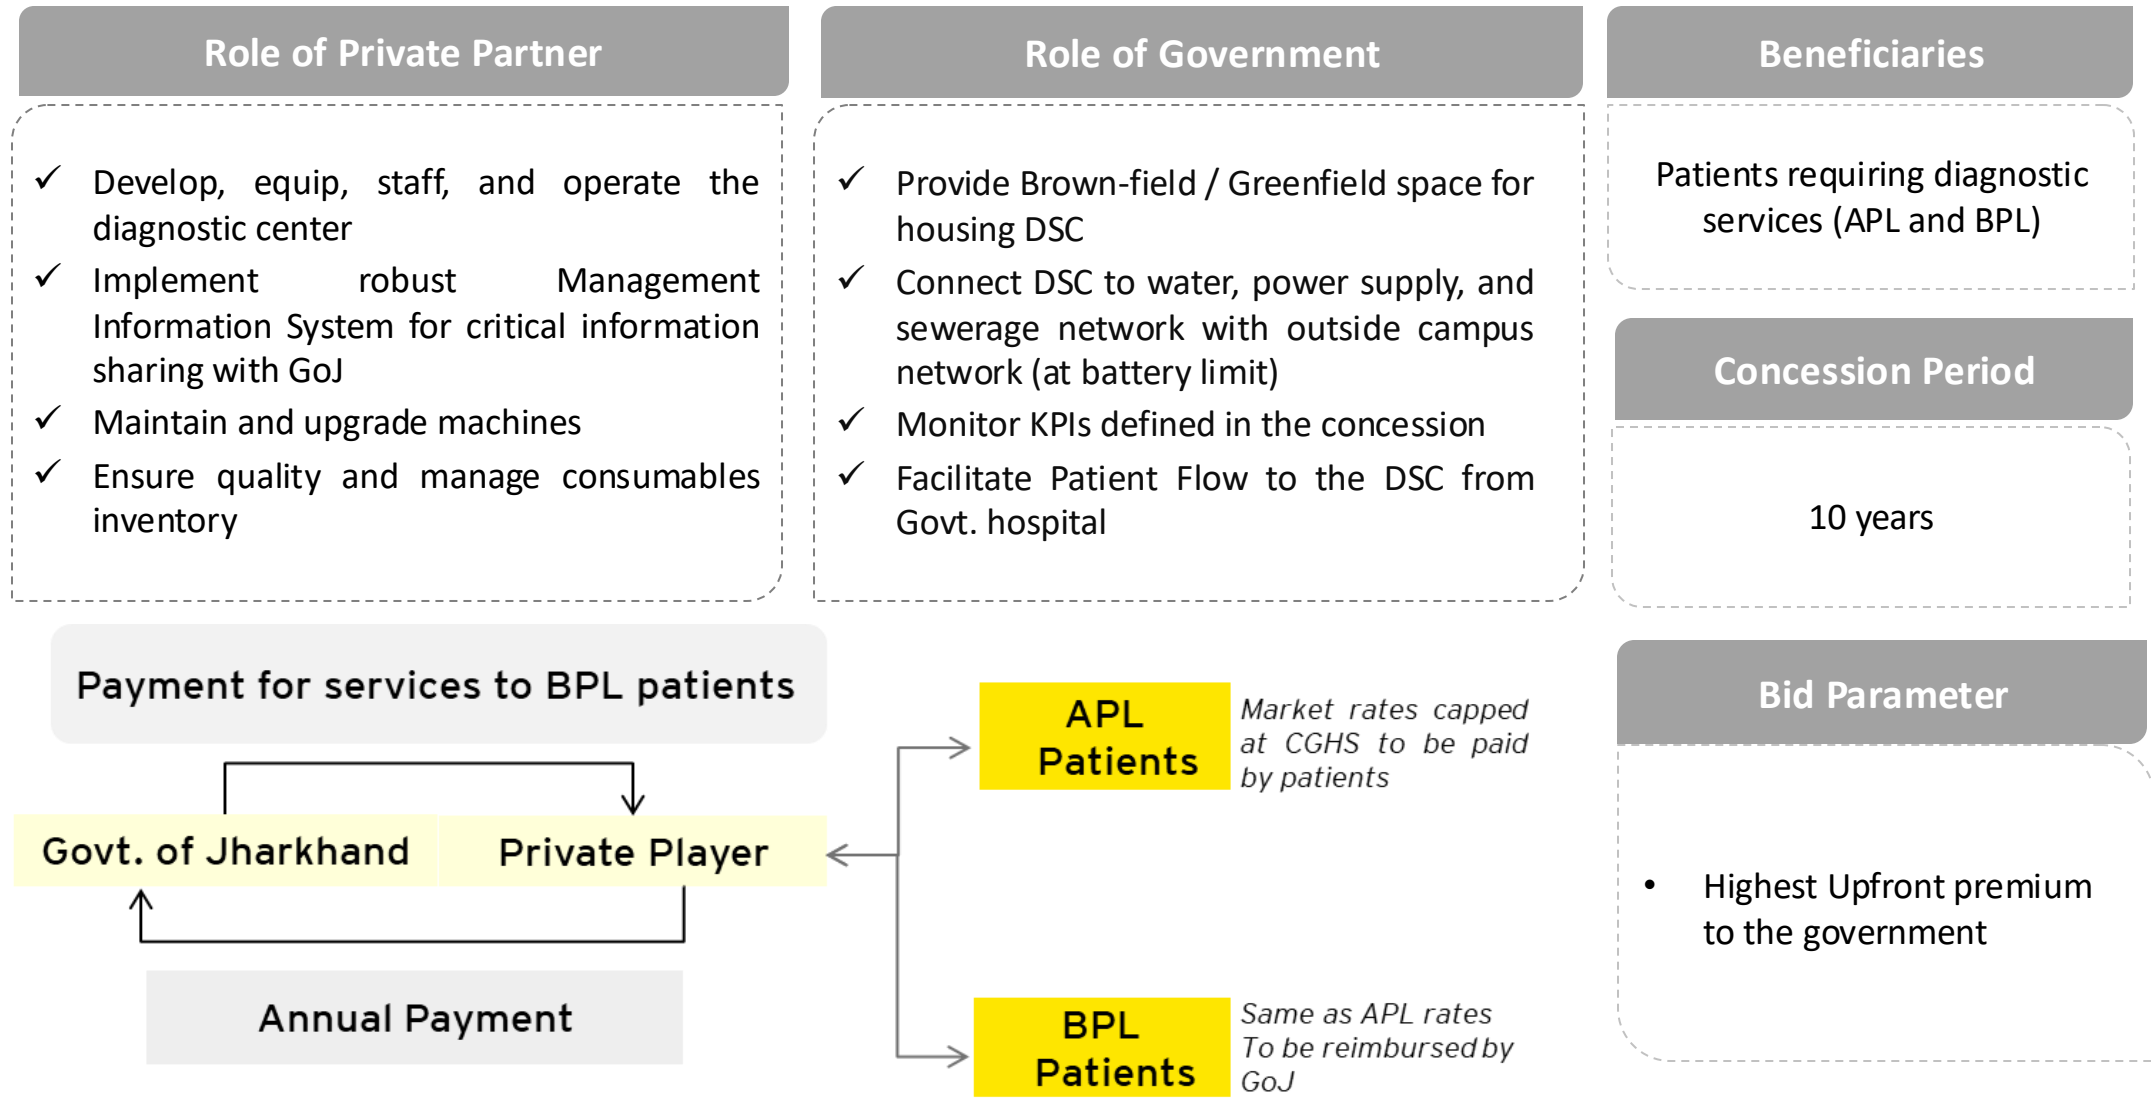 Role of Private Partner
✓ Develop, equip, staff, and operate the
diagnostic center
✓ Implement robust Management
Information System for critical information
sharing with GoJ
✓ Maintain and upgrade machines
✓ Ensure quality and manage consumables
inventory
Role of Government
✓ Provide Brown-field / Greenfield space for
housing DSC
✓ Connect DSC to water, power supply, and
sewerage network with outside campus
network (at battery limit)
✓ Monitor KPIs defined in the concession
✓ Facilitate Patient Flow to the DSC from
Govt. hospital
Beneficiaries
Patients requiring diagnostic
services (APL and BPL)
Concession Period
10 years
Payment for services to BPL patients
Govt. of Jharkhand
Private Player
Annual Payment
APL
Patients
Market rates capped
at CGHS to be paid
by patients
BPL
Patients
Same as APL rates
To be reimbursed by
GoJ
Bid Parameter
• Highest Upfront premium
to the government